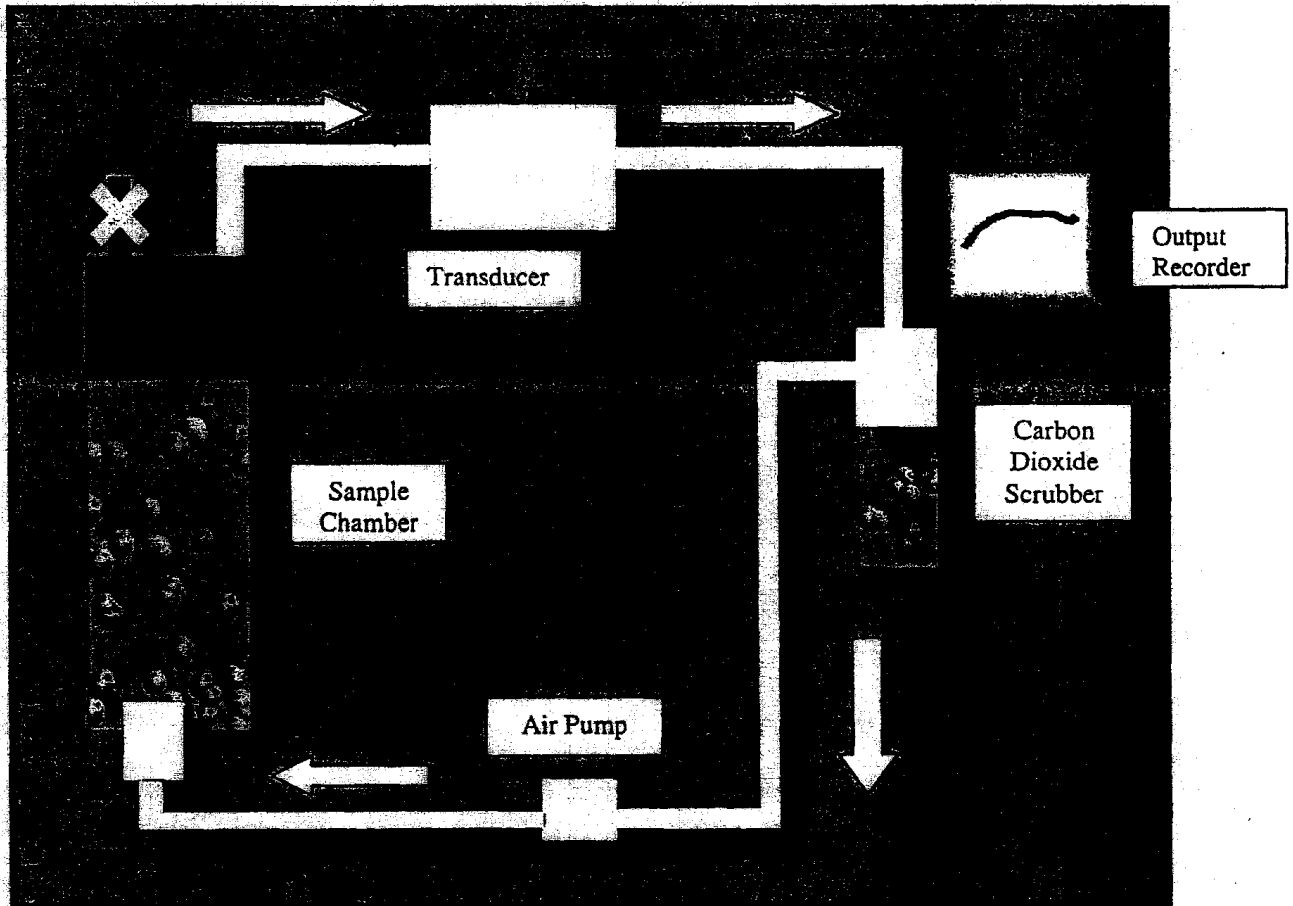 Transducer
Output
Recorder
Carbon
Dioxide
Scrubber
Sample
Chamber
Air Pump